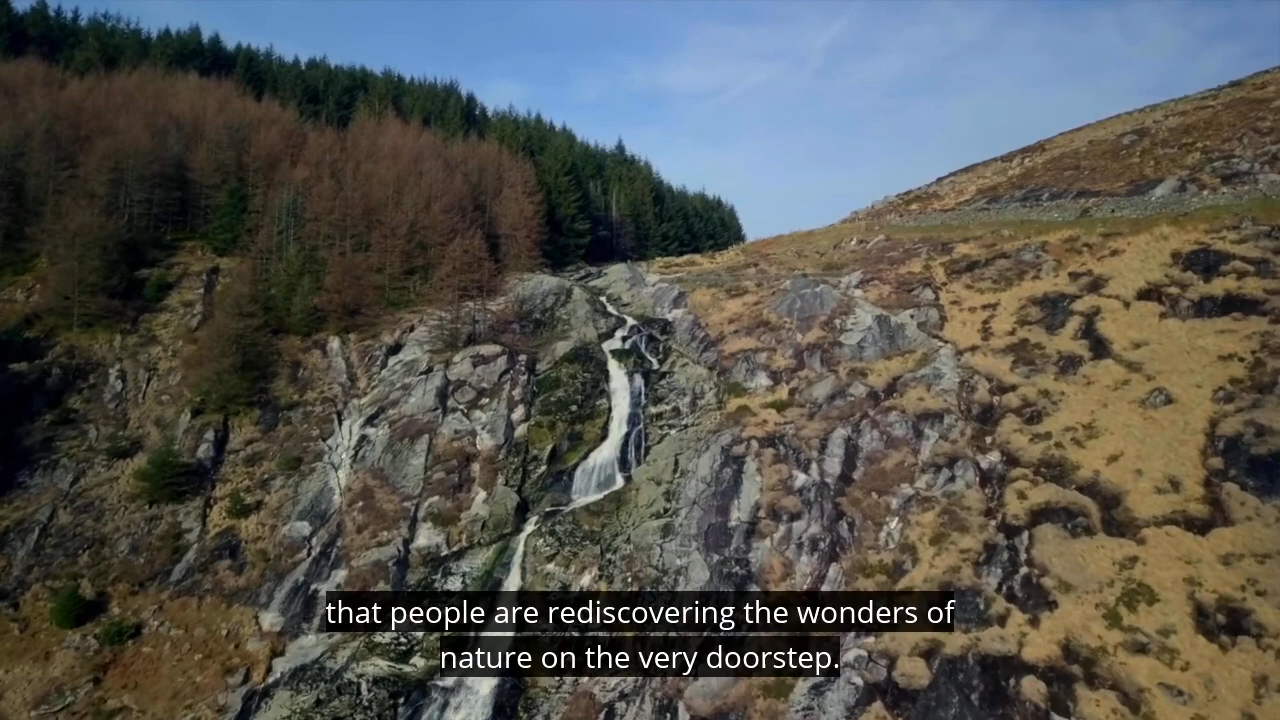 that people are rediscovering the wonders of
nature on the very doorstep.